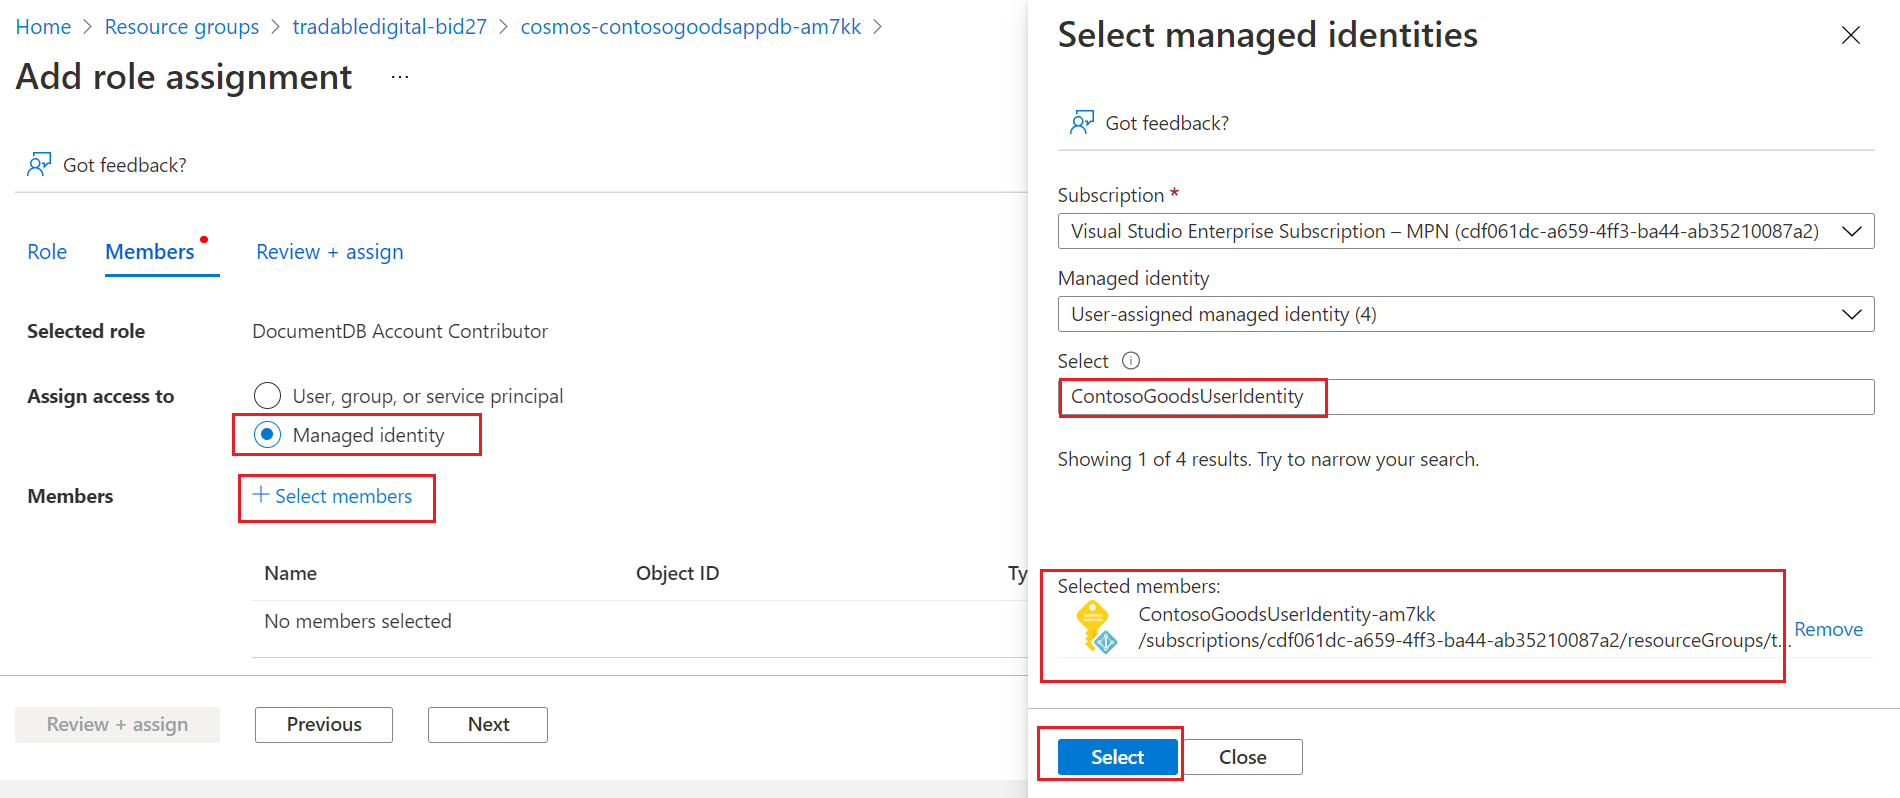 Home > Resource groups > tradabledigital-bid27 > cosmos-contosogoodsappdb-am7kk >
Add role assignment ...
Got feedback?
Role Members Review + assign
Selected role DocumentDB Account Contributor
Assign access to User, group, or service principal
Managed identity
Members + Select members
Name Object ID Ty
No members selected
Review + assign Previous Next
Select managed identities
Got feedback?
Subscription *
Visual Studio Enterprise Subscription – MPN (cdf061dc-a659-4ff3-ba44-ab35210087a2)
Managed identity
User-assigned managed identity (4)
Select
ContosoGoodsUserIdentity
Showing 1 of 4 results. Try to narrow your search.
Selected members:
ContosoGoodsUserIdentity-am7kk
/subscriptions/cdf061dc-a659-4ff3-ba44-ab35210087a2/resourceGroups/t...
Remove
Select Close